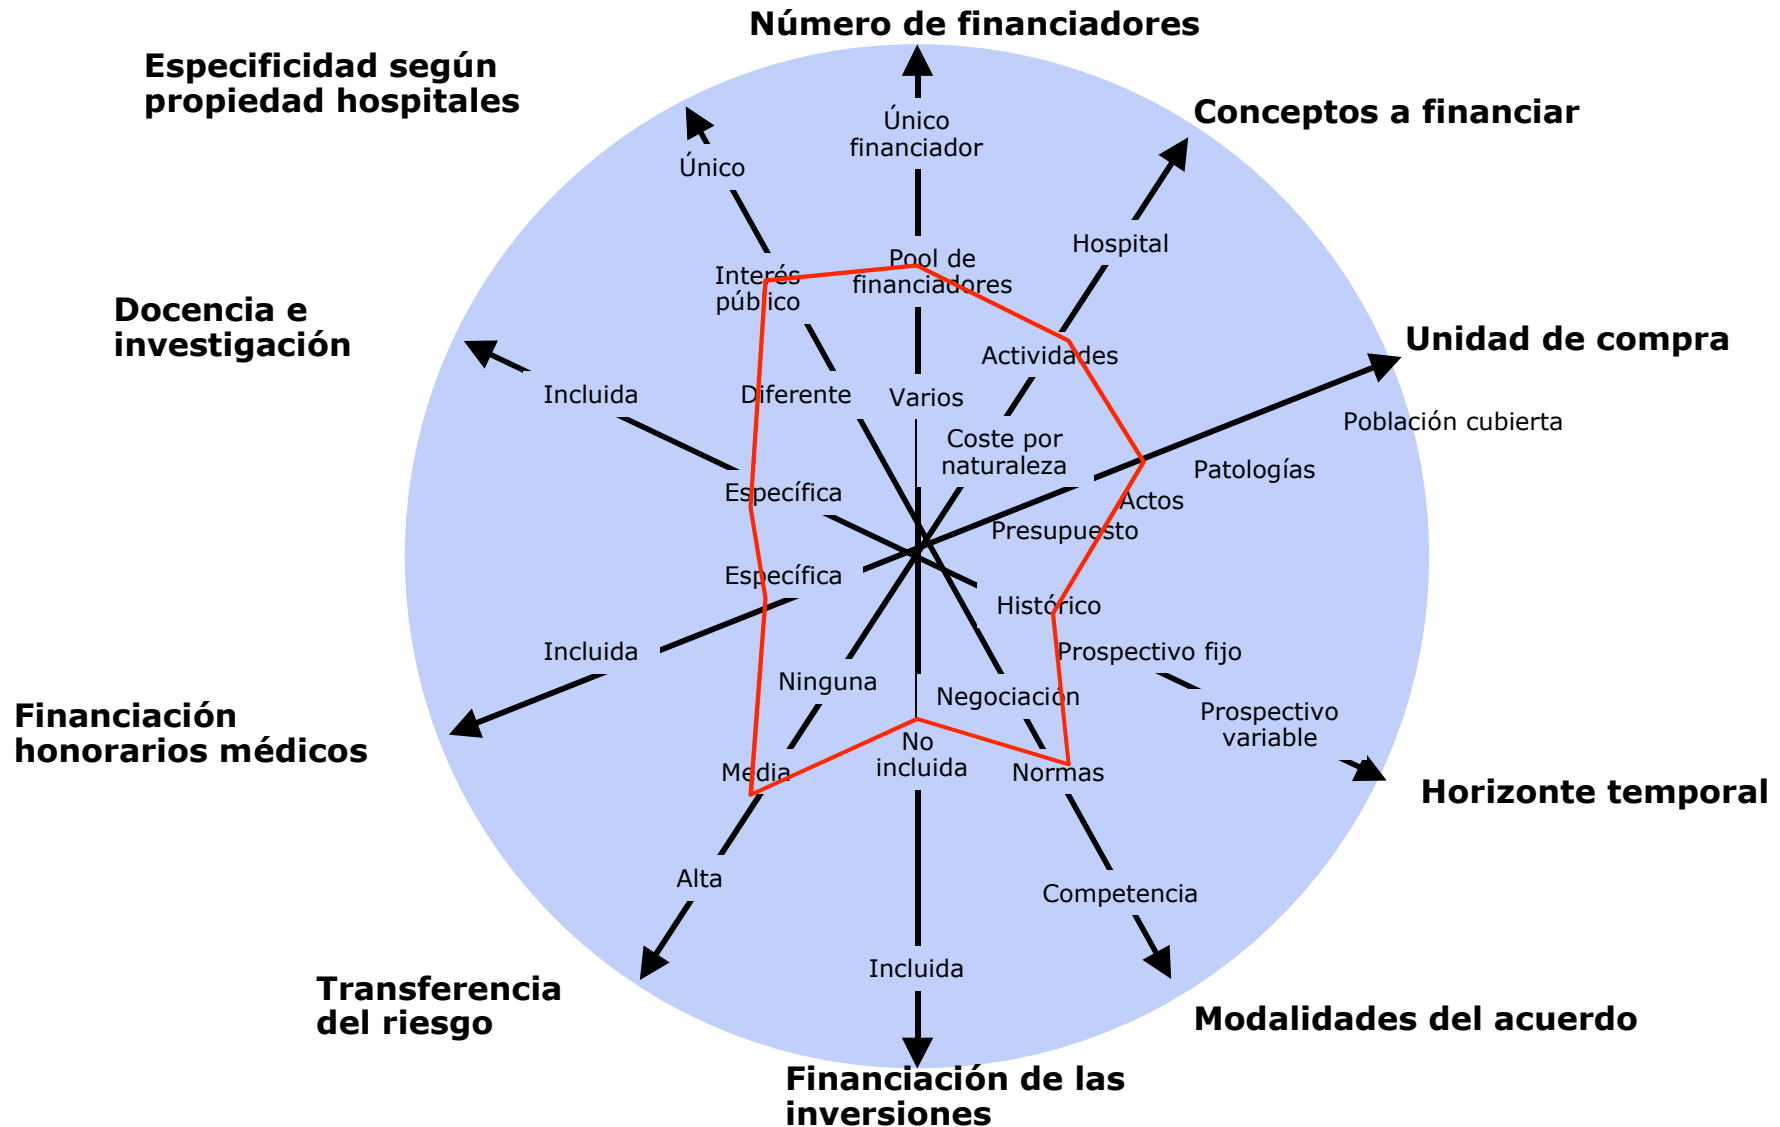 Número de financiadores
Especificidad según
propiedad hospitales
Conceptos a financiar
Único
financiador
Único
Hospital
Pool de
financiadores
Interés
público
Docencia e
investigación
Unidad de compra
Actividades
Incluida
Diferente
Varios
Población cubierta
Coste por
naturaleza
Patologías
Específica
Actos
Presupuesto
Específica
Histórico
Incluida
Prospectivo fijo
Ninguna
Negociación
Prospectivo
variable
Financiación
honorarios médicos
No
incluida
Media
Normas
Horizonte temporal
Alta
Competencia
Incluida
Transferencia
del riesgo
Modalidades del acuerdo
Financiación de las
inversiones